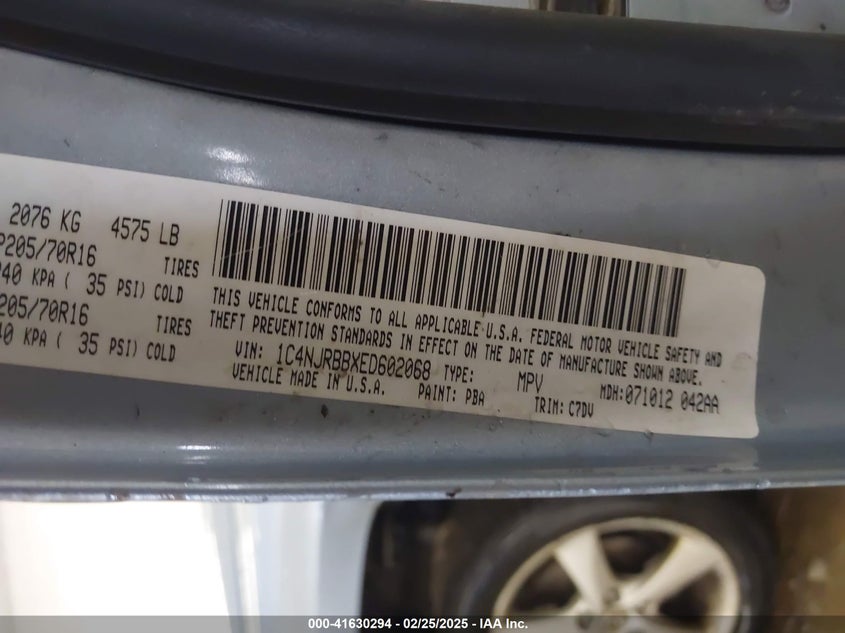 2076 KG 4575 LB
P205/70R16 TIRES
240 KPA ( 35 PSI) COLD
205/70R16 TIRES
40 KPA ( 35 PSI) COLD
THIS VEHICLE CONFORMS TO ALL APPLICABLE U.S.A. FEDERAL MOTOR VEHICLE SAFETY AND
THEFT PREVENTION STANDARDS IN EFFECT ON THE DATE OF MANUFACTURE SHOWN ABOVE.
VIN: 1C4NJRBBXED602068 TYPE: MPV MDH:071012 042AA
VEHICLE MADE IN U.S.A. PAINT: PBA TRIM: C7DV
000-41630294 - 02/25/2025 - IAA Inc.